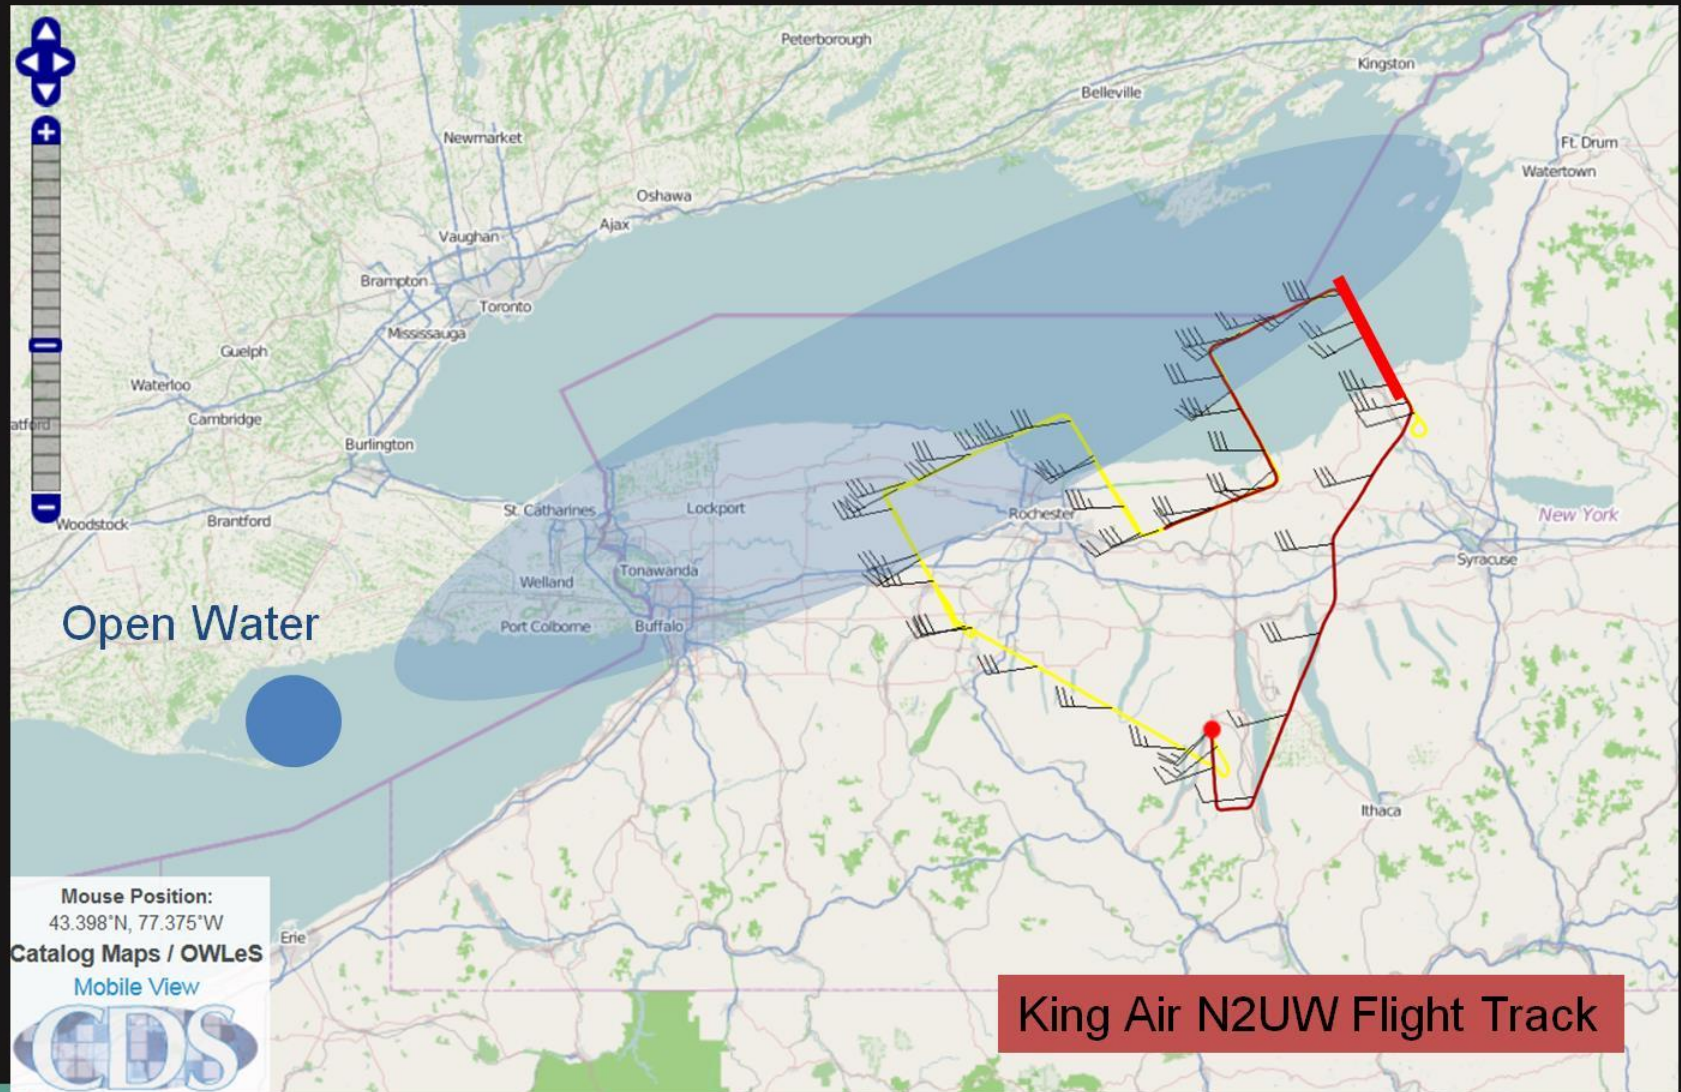 Peterborough
Kingston
Belleville
Newmarket
Ft. Drum
Watertown
Oshawa
Ajax
Vaughan
Brampton
Toronto
Mississauga
Guelph
Waterloo
Cambridge
atford
Burlington
St. Catharines
Lockport
Rochester
New York
Woodstock
Brantford
Syracuse
Welland
Tonawanda
Open Water
Port Colborne
Buffalo
Ithaca
Mouse Position:
43.398°N, 77.375°W
Erie
Catalog Maps / OWLeS
Mobile View
CDS
King Air N2UW Flight Track